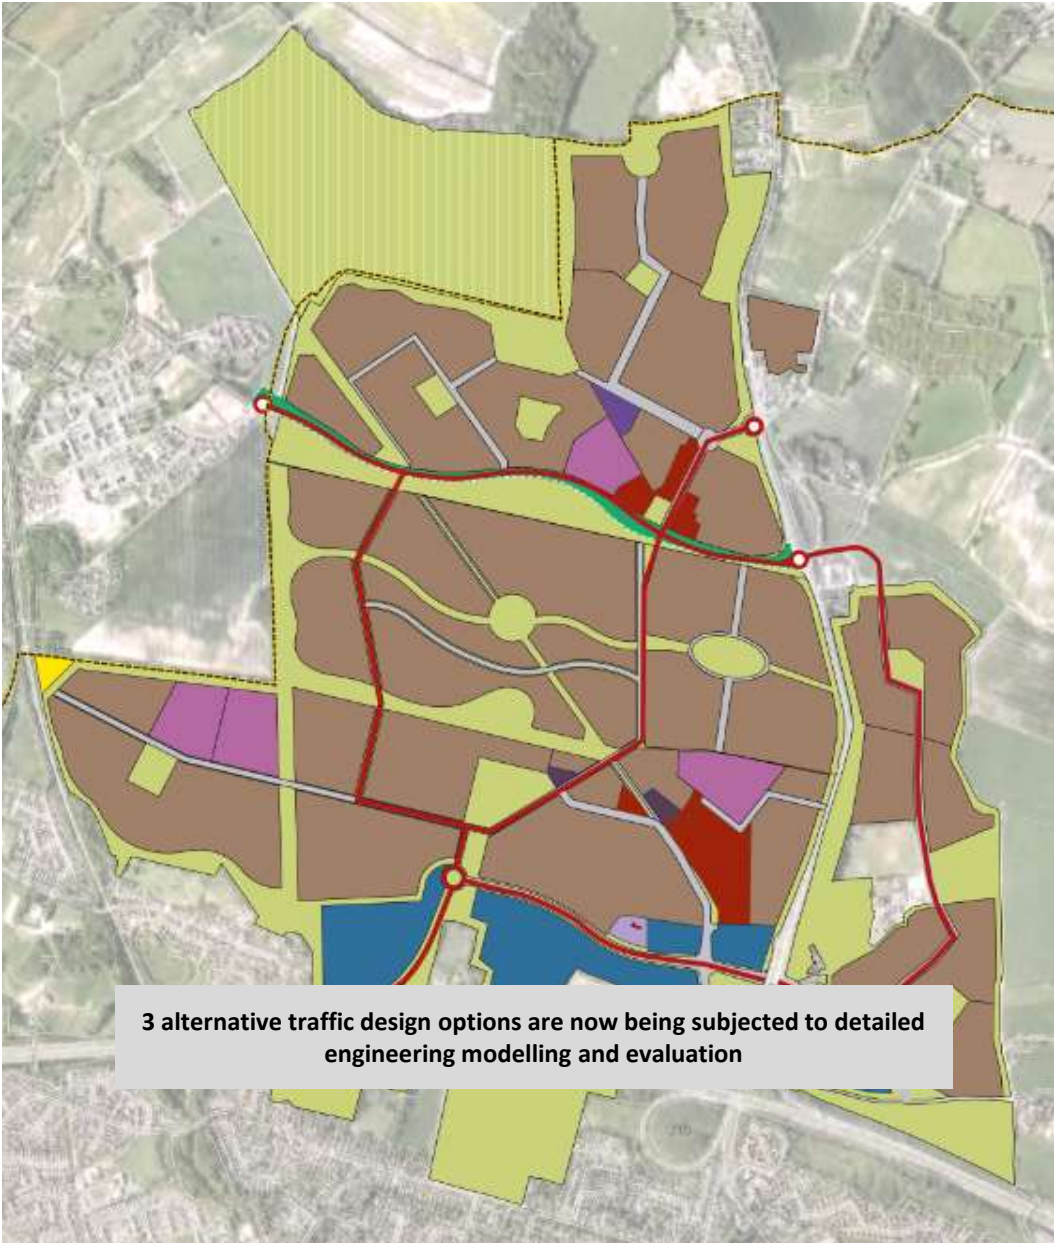 3 alternative traffic design options are now being subjected to detailed
engineering modelling and evaluation